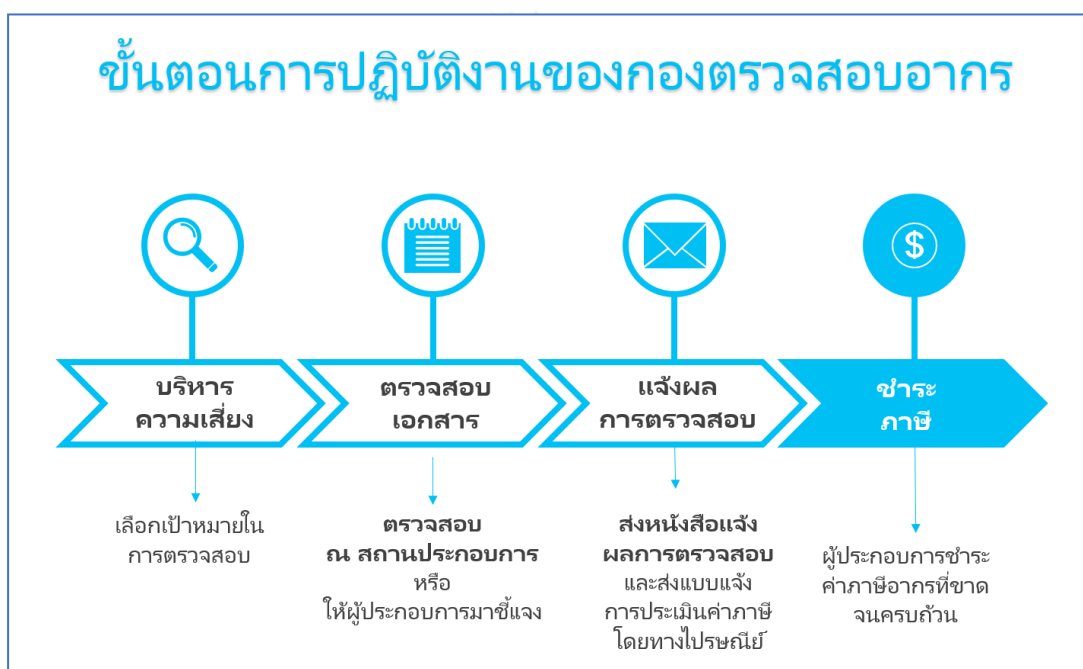 ขั้นตอนการปฏิบัติงานของกองตรวจสอบอากร
$
บริหาร
ความเสี่ยง
ตรวจสอบ
เอกสาร
แจ้งผล
การตรวจสอบ
ชำระ
ภาษี
เลือกเป้าหมายใน
การตรวจสอบ
ตรวจสอบ
ณ สถานประกอบการ
หรือ
ให้ผู้ประกอบการมาชี้แจง
ส่งหนังสือแจ้ง
ผลการตรวจสอบ
และส่งแบบแจ้ง
การประเมินค่าภาษี
โดยทางไปรษณีย์
ผู้ประกอบการชำระ
ค่าภาษีอากรที่ขาด
จนครบถ้วน